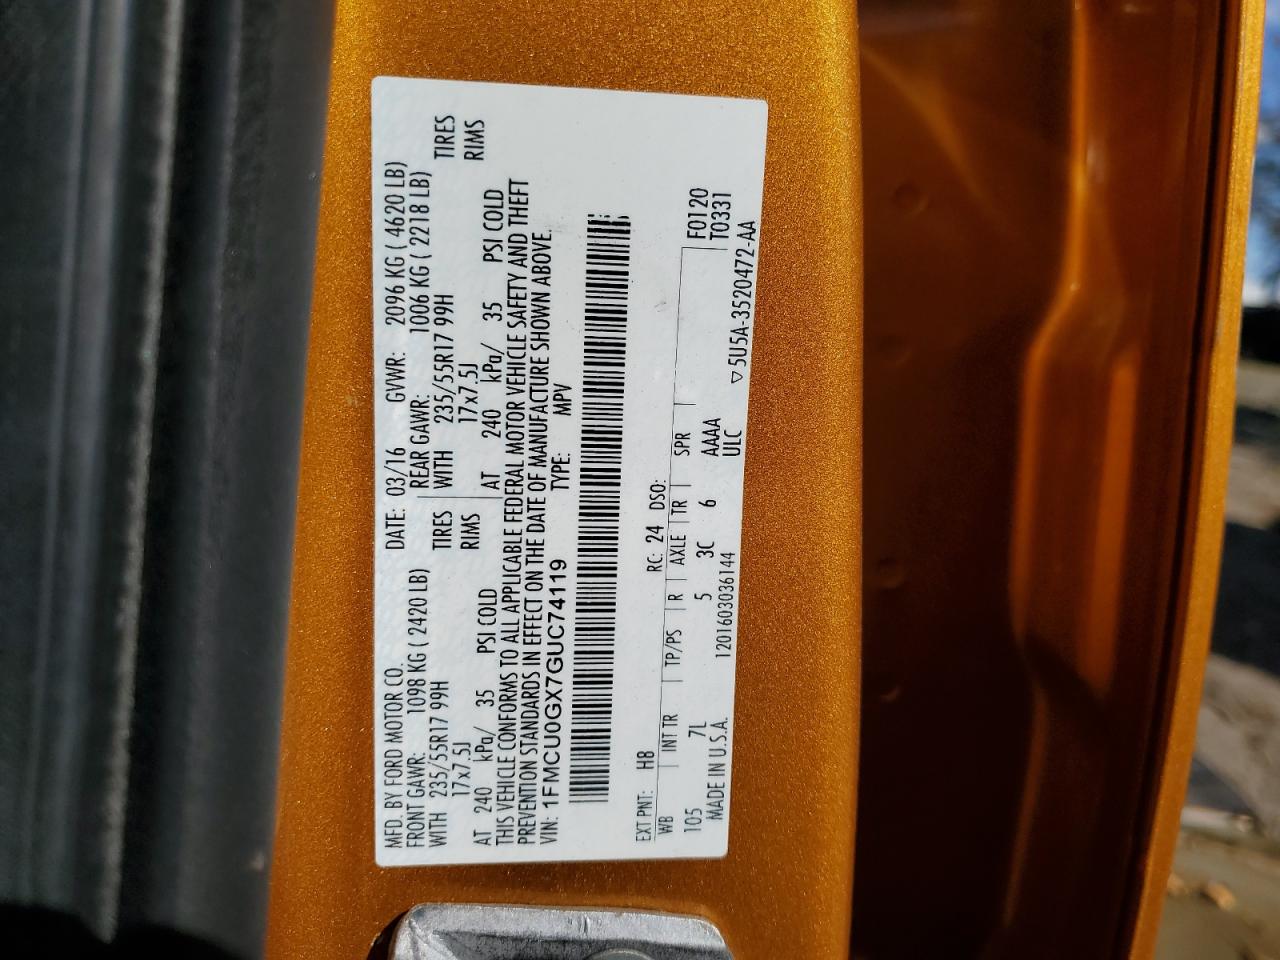 MFD. BY FORD MOTOR CO. DATE: 03/16 GVWR: 2096 KG ( 4620 LB)
FRONT GAWR: 1098 KG ( 2420 LB) REAR GAWR: 1006 KG ( 2218 LB)
WITH 235/55R17 99H TIRES WITH 235/55R17 99H TIRES
17x7.5J RIMS 17x7.5J RIMS
AT 240 kPa/ 35 PSI COLD AT 240 kPa/ 35 PSI COLD
THIS VEHICLE CONFORMS TO ALL APPLICABLE FEDERAL MOTOR VEHICLE SAFETY AND THEFT
PREVENTION STANDARDS IN EFFECT ON THE DATE OF MANUFACTURE SHOWN ABOVE.
VIN: 1FMCU0GX7GUC74119 TYPE: MPV
EXT PNT: H8 RC: 24 DSO: F0120
WB INT TR TP/PS R AXLE TR SPR T0331
105 7L 5 3C 6 AAAA
MADE IN U.S.A. 1201603036144 ULC ▽5U5A-3520472-AA